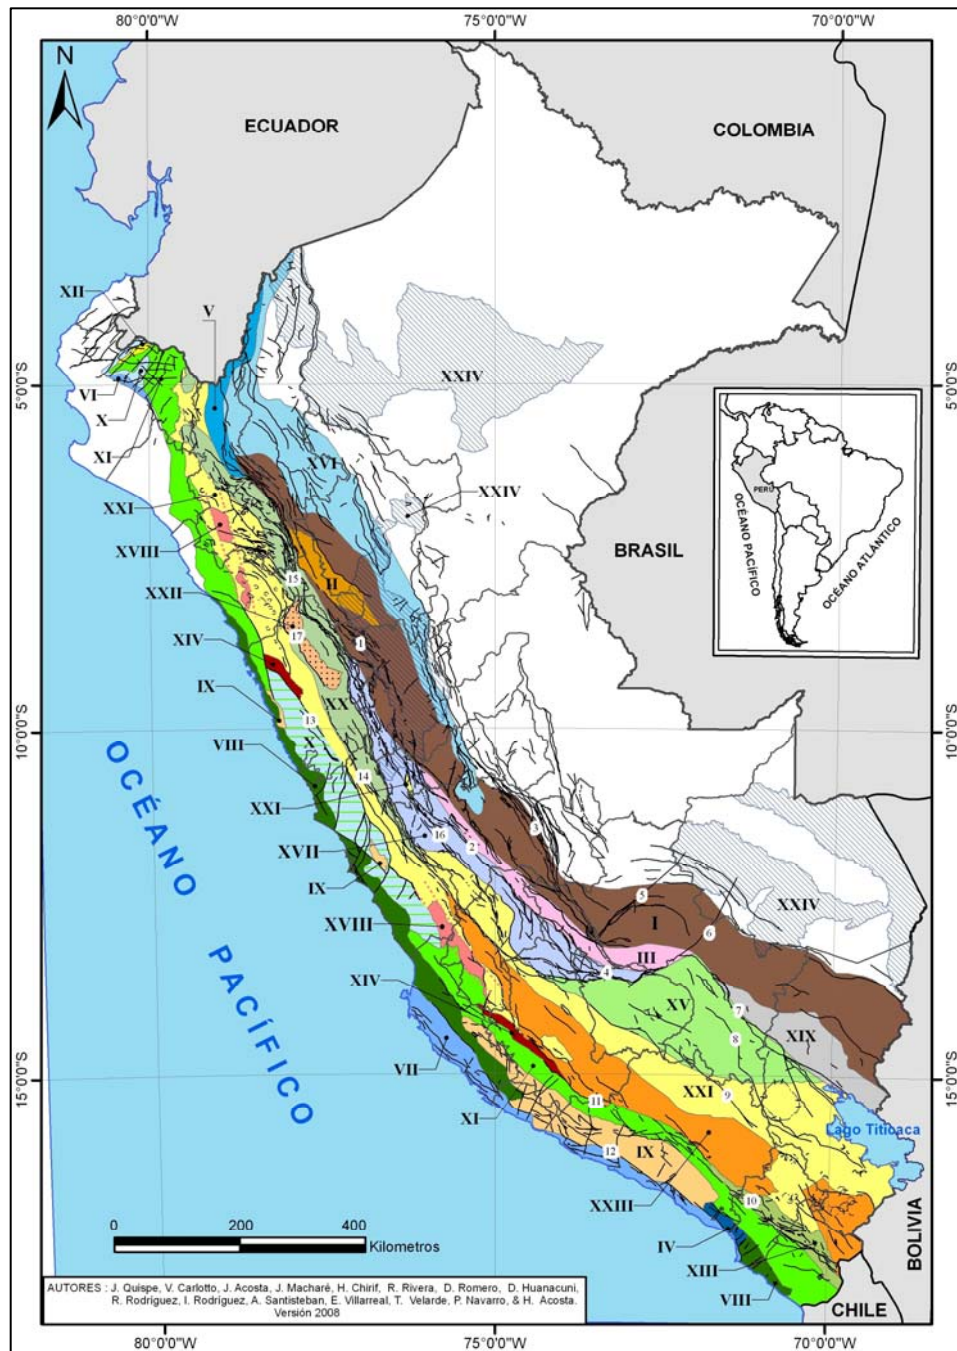 80°0'0"W 75°0'0"W 70°0'0"W
N
ECUADOR
COLOMBIA
XII
V
XXIV
5°0'0"S
5°0'0"S
VI
X
XI
XVI
XXI
XXIV
PERÚ
OCÉANO PACÍFICO
OCÉANO ATLÁNTICO
XVIII
BRASIL
II
15
XXII
17
1
XIV
XX
IX
13
10°0'0"S
10°0'0"S
X
VIII
14
XXI
3
16
2
XVII
IX
5
XXIV
I
6
XVIII
III
4
OCÉANO PACÍFICO
XIV
XV
7
XIX
8
VII
15°0'0"S
15°0'0"S
XXI
9
XI
11
Lago Titicaca
12
IX
10
XXIII
IV
BOLIVIA
0 200 400
Kilometros
XIII
VIII
AUTORES : J. Quispe, V. Carlotto, J. Acosta, J. Macharé, H. Chirif, R. Rivera, D. Romero, D. Huanacuni,
R. Rodríguez, I. Rodríguez, A. Santisteban, E. Villarreal, T. Velarde, P. Navarro, & H. Acosta.
Versión 2008
CHILE
80°0'0"W 75°0'0"W 70°0'0"W